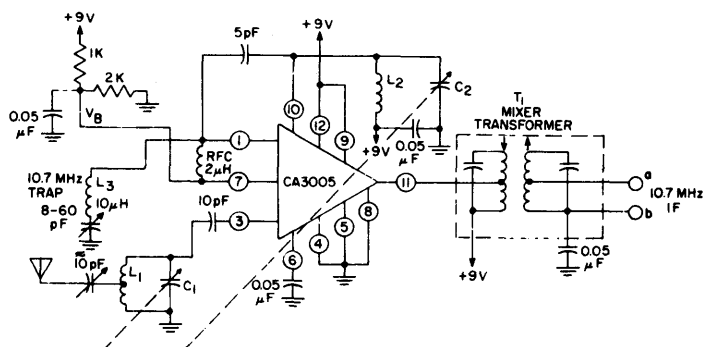 +9V
1K
2K
0.05
μF
V_B
5pF
+9V
10
12
9
L2
C2
+9V
0.05
μF
T1
MIXER
TRANSFORMER
1
RFC
2μH
7
CA3005
11
a
10.7 MHz
1F
b
10.7 MHz
TRAP
L3
8-60
pF
10μH
10pF
3
8
5
4
6
0.05
μF
0.05
μF
+9V
≈
10pF
L1
C1